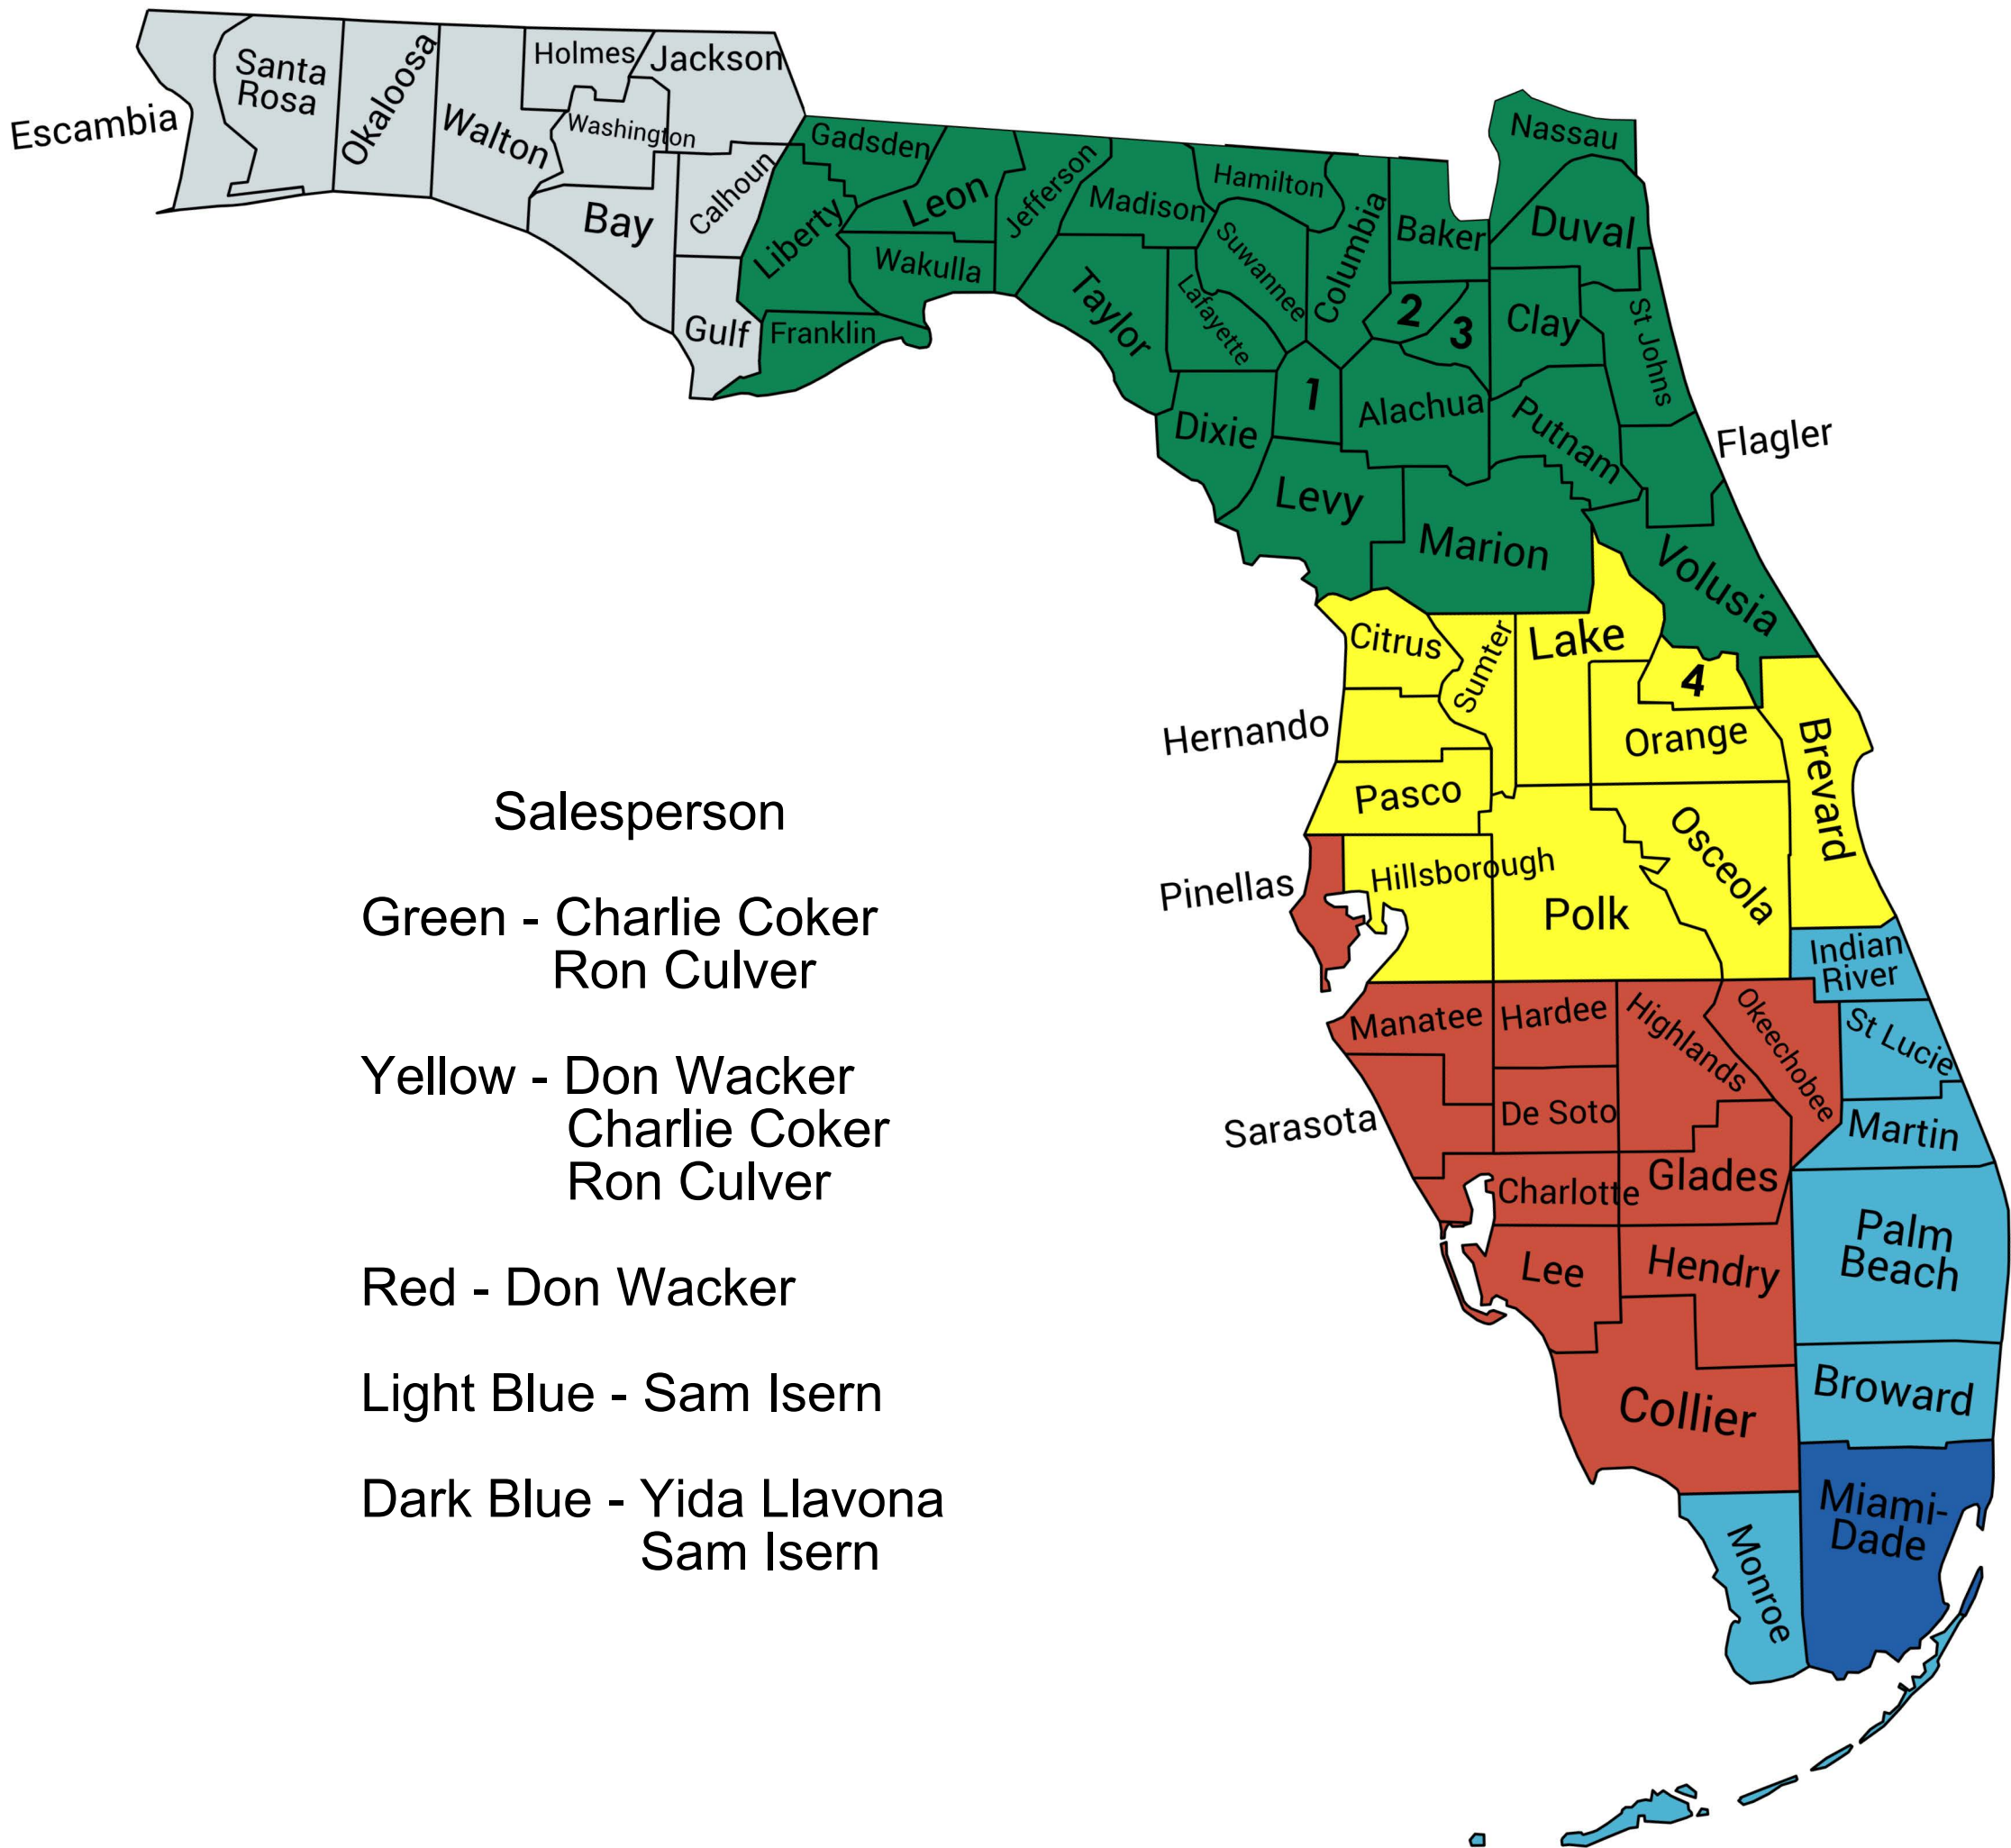 Escambia
Santa
Rosa
Okaloosa
Walton
Holmes
Jackson
Washington
Bay
Calhoun
Gulf
Gadsden
Liberty
Franklin
Leon
Wakulla
Jefferson
Madison
Taylor
Hamilton
Suwannee
Lafayette
Columbia
Baker
Nassau
Duval
2
3
Clay
St Johns
1
Dixie
Alachua
Putnam
Flagler
Levy
Marion
Volusia
Citrus
Sumter
Lake
4
Orange
Hernando
Pasco
Brevard
Pinellas
Hillsborough
Polk
Osceola
Indian
River
Manatee
Hardee
Highlands
Okeechobee
St Lucie
Sarasota
De Soto
Martin
Charlotte
Glades
Palm
Beach
Lee
Hendry
Collier
Broward
Miami-
Dade
Monroe
Salesperson
Green - Charlie Coker
Ron Culver
Yellow - Don Wacker
Charlie Coker
Ron Culver
Red - Don Wacker
Light Blue - Sam Isern
Dark Blue - Yida Llavona
Sam Isern